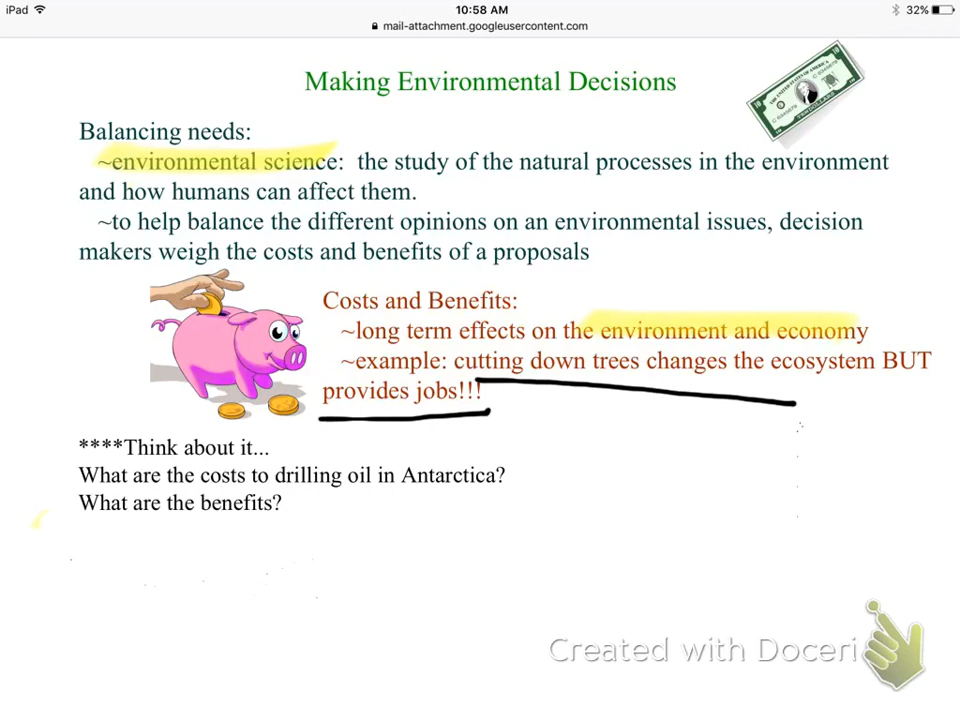 iPad
10:58 AM
32%
mail-attachment.googleusercontent.com
Making Environmental Decisions
Balancing needs:
~environmental science:  the study of the natural processes in the environment
and how humans can affect them.
~to help balance the different opinions on an environmental issues, decision
makers weigh the costs and benefits of a proposals
Costs and Benefits:
~long term effects on the environment and economy
~example: cutting down trees changes the ecosystem BUT
provides jobs!!!
****Think about it...
What are the costs to drilling oil in Antarctica?
What are the benefits?
Created with Doceri